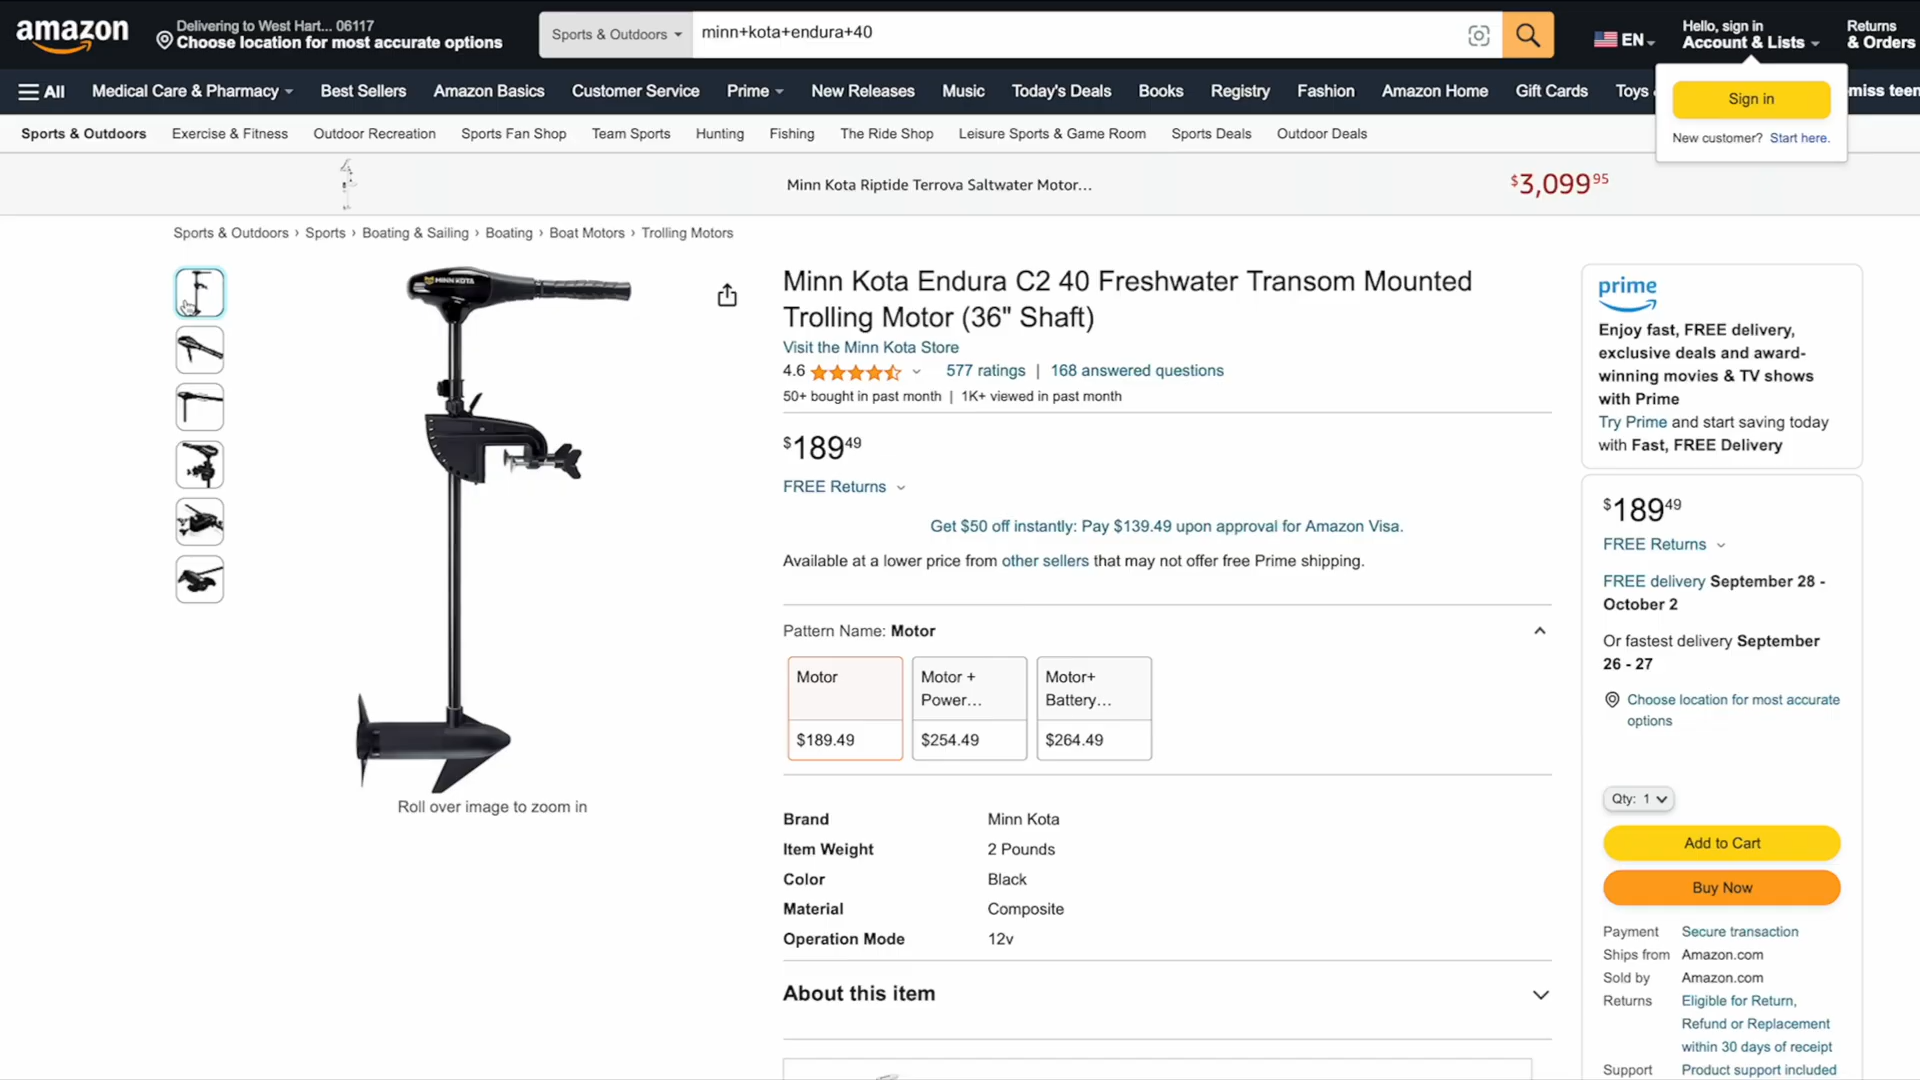 amazon
Delivering to West Hart... 06117
Choose location for most accurate options
Sports & Outdoors
minn+kota+endura+40
EN
Hello, sign in
Account & Lists
Returns
& Orders
All
Medical Care & Pharmacy
Best Sellers
Amazon Basics
Customer Service
Prime
New Releases
Music
Today's Deals
Books
Registry
Fashion
Amazon Home
Gift Cards
Toys
miss teen
Sign in
New customer? Start here.
Sports & Outdoors
Exercise & Fitness
Outdoor Recreation
Sports Fan Shop
Team Sports
Hunting
Fishing
The Ride Shop
Leisure Sports & Game Room
Sports Deals
Outdoor Deals
Minn Kota Riptide Terrova Saltwater Motor...
$3,099 95
Sports & Outdoors › Sports › Boating & Sailing › Boating › Boat Motors › Trolling Motors
MINN KOTA
Roll over image to zoom in
Minn Kota Endura C2 40 Freshwater Transom Mounted
Trolling Motor (36" Shaft)
Visit the Minn Kota Store
4.6
577 ratings | 168 answered questions
50+ bought in past month | 1K+ viewed in past month
$189 49
FREE Returns
Get $50 off instantly: Pay $139.49 upon approval for Amazon Visa.
Available at a lower price from other sellers that may not offer free Prime shipping.
Pattern Name: Motor
Motor
$189.49
Motor +
Power...
$254.49
Motor+
Battery...
$264.49
Brand Minn Kota
Item Weight 2 Pounds
Color Black
Material Composite
Operation Mode 12v
About this item
prime
Enjoy fast, FREE delivery,
exclusive deals and award-
winning movies & TV shows
with Prime
Try Prime and start saving today
with Fast, FREE Delivery
$189 49
FREE Returns
FREE delivery September 28 -
October 2
Or fastest delivery September
26 - 27
Choose location for most accurate
options
Qty: 1
Add to Cart
Buy Now
Payment Secure transaction
Ships from Amazon.com
Sold by Amazon.com
Returns Eligible for Return,
Refund or Replacement
within 30 days of receipt
Support Product support included